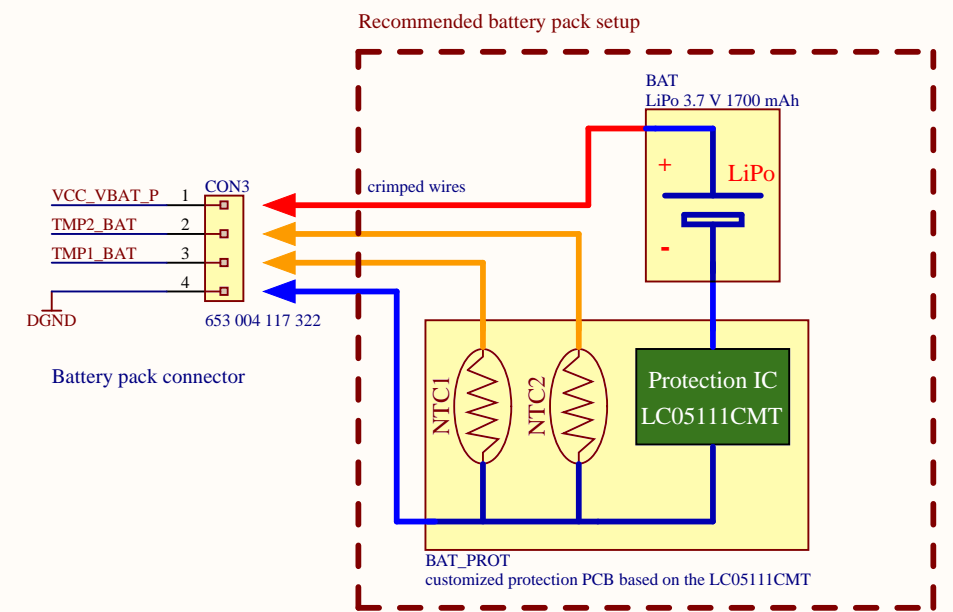 Recommended battery pack setup
BAT
LiPo 3.7 V 1700 mAh
+
LiPo
-
crimped wires
CON3
VCC_VBAT_P 1
TMP2_BAT 2
TMP1_BAT 3
4
DGND
653 004 117 322
Battery pack connector
NTC1
NTC2
Protection IC
LC05111CMT
BAT_PROT
customized protection PCB based on the LC05111CMT